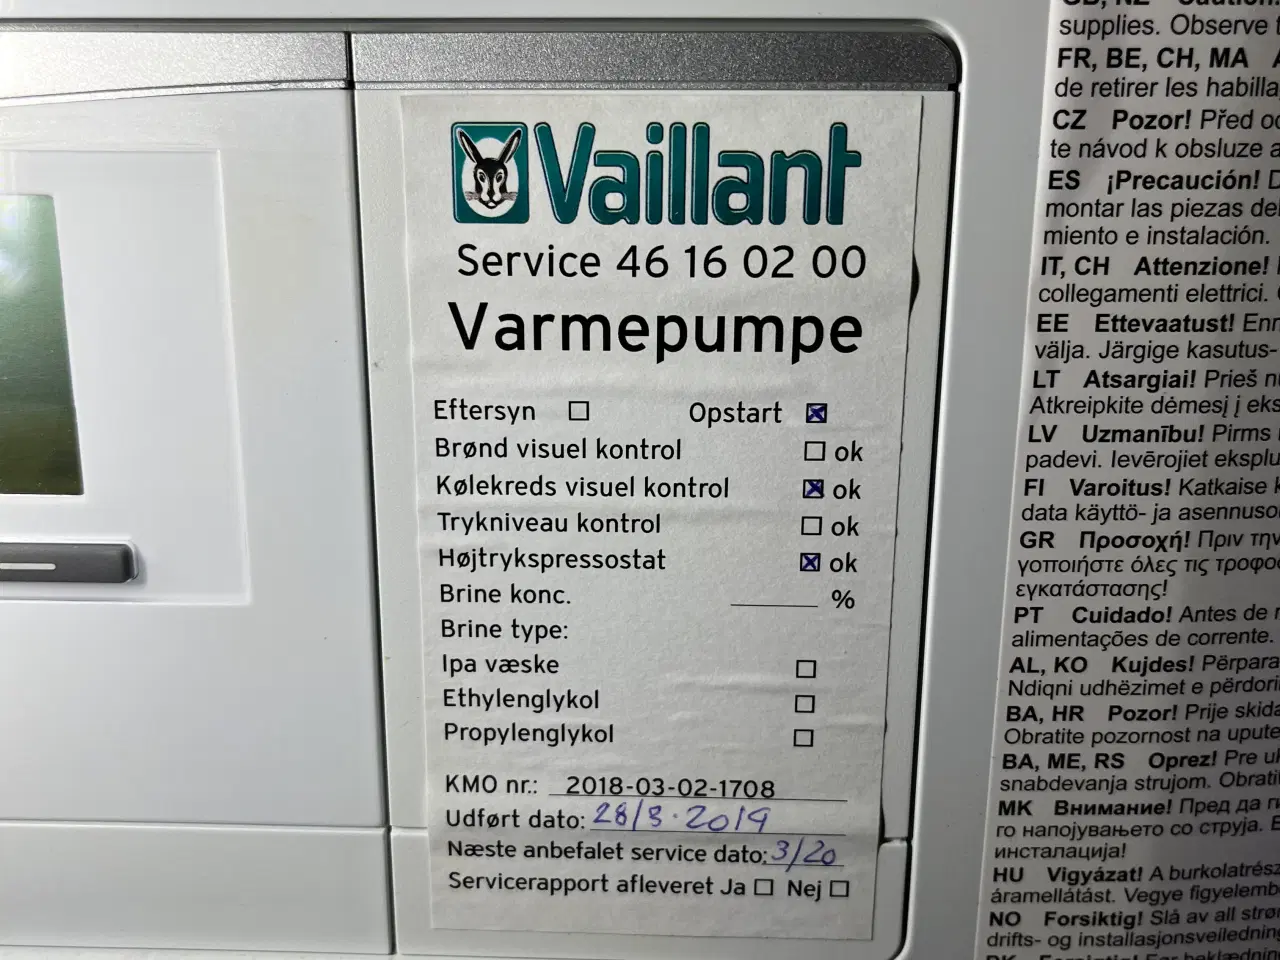 Vaillant
Service 46 16 02 00
Varmepumpe
Eftersyn ☐ Opstart ☒
Brønd visuel kontrol ☐ ok
Kølekreds visuel kontrol ☒ ok
Trykniveau kontrol ☐ ok
Højtrykspressostat ☒ ok
Brine konc. ______ %
Brine type:
Ipa væske ☐
Ethylenglykol ☐
Propylenglykol ☐
KMO nr.: 2018-03-02-1708
Udført dato: 28/3·2019
Næste anbefalet service dato: 3/20
Servicerapport afleveret Ja ☐ Nej ☐
supplies. Observe
FR, BE, CH, MA
de retirer les
CZ Pozor! Před
te návod k obsluze
ES ¡Precaución!
montar las piezas
miento e instalación.
IT, CH Attenzione!
collegamenti elettrici.
EE Ettevaatust!
välja. Järgige kasutus-
LT Atsargiai! Prieš
Atkreipkite dėmesį į
LV Uzmanību! Pirms
padevi. Ievērojiet
FI Varoitus! Katkaise
data käyttö- ja
GR Προσοχή! Πριν την
γοποιήστε όλες τις
εγκατάστασης!
PT Cuidado! Antes de
alimentações de corrente.
AL, KO Kujdes!
Ndiqni udhëzimet e
BA, HR Pozor! Prije
Obratite pozornost na
BA, ME, RS Oprez! Pre
snabdevanja strujom.
MK Внимание! Пред да
го напојувањето со струја.
инсталација!
HU Vigyázat! A
áramellátást. Vegye
NO Forsiktig! Slå av all
drifts- og